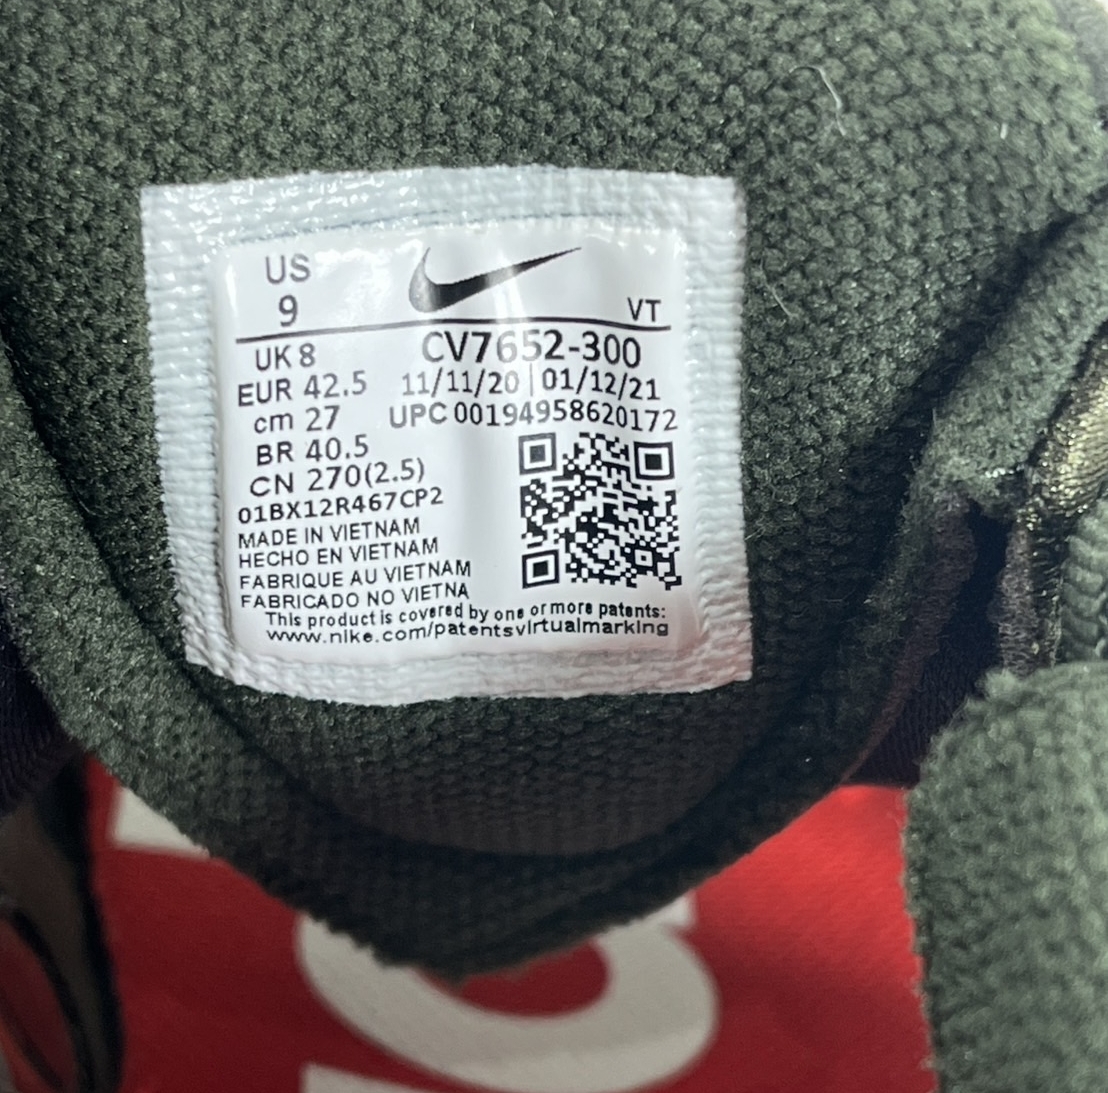 US
9
VT
UK 8
CV7652-300
EUR 42.5
11/11/20 | 01/12/21
cm 27
UPC 00194958620172
BR 40.5
CN 270(2.5)
01BX12R467CP2
MADE IN VIETNAM
HECHO EN VIETNAM
FABRIQUE AU VIETNAM
FABRICADO NO VIETNA
This product is covered by one or more patents:
www.nike.com/patentsvirtualmarking